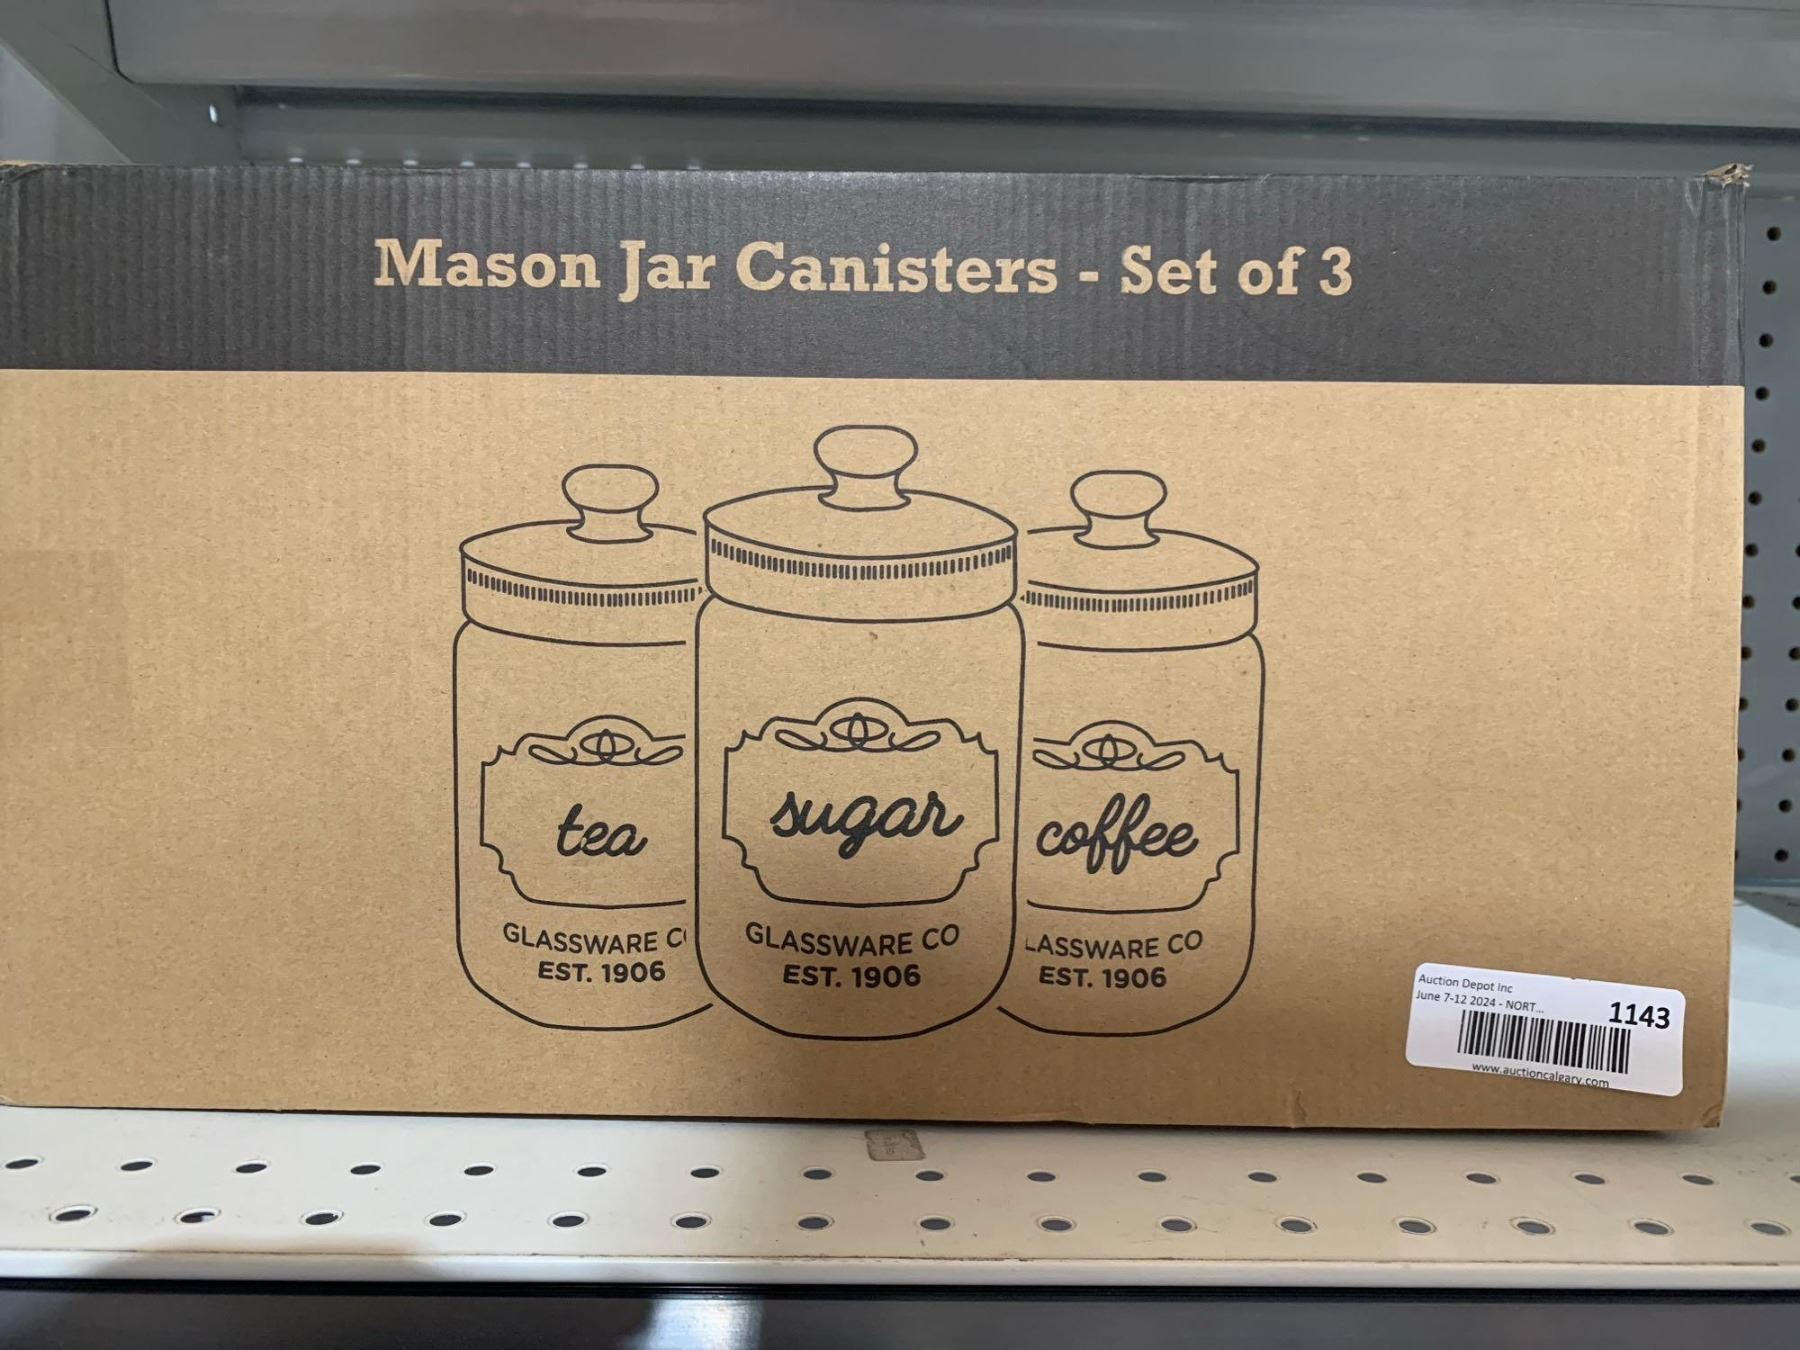 Mason Jar Canisters - Set of 3
tea
GLASSWARE C
EST. 1906
sugar
GLASSWARE CO
EST. 1906
coffee
LASSWARE CO
EST. 1906
Auction Depot Inc
June 7-12 2024 - NORT...
1143
www.auctioncalgary.com